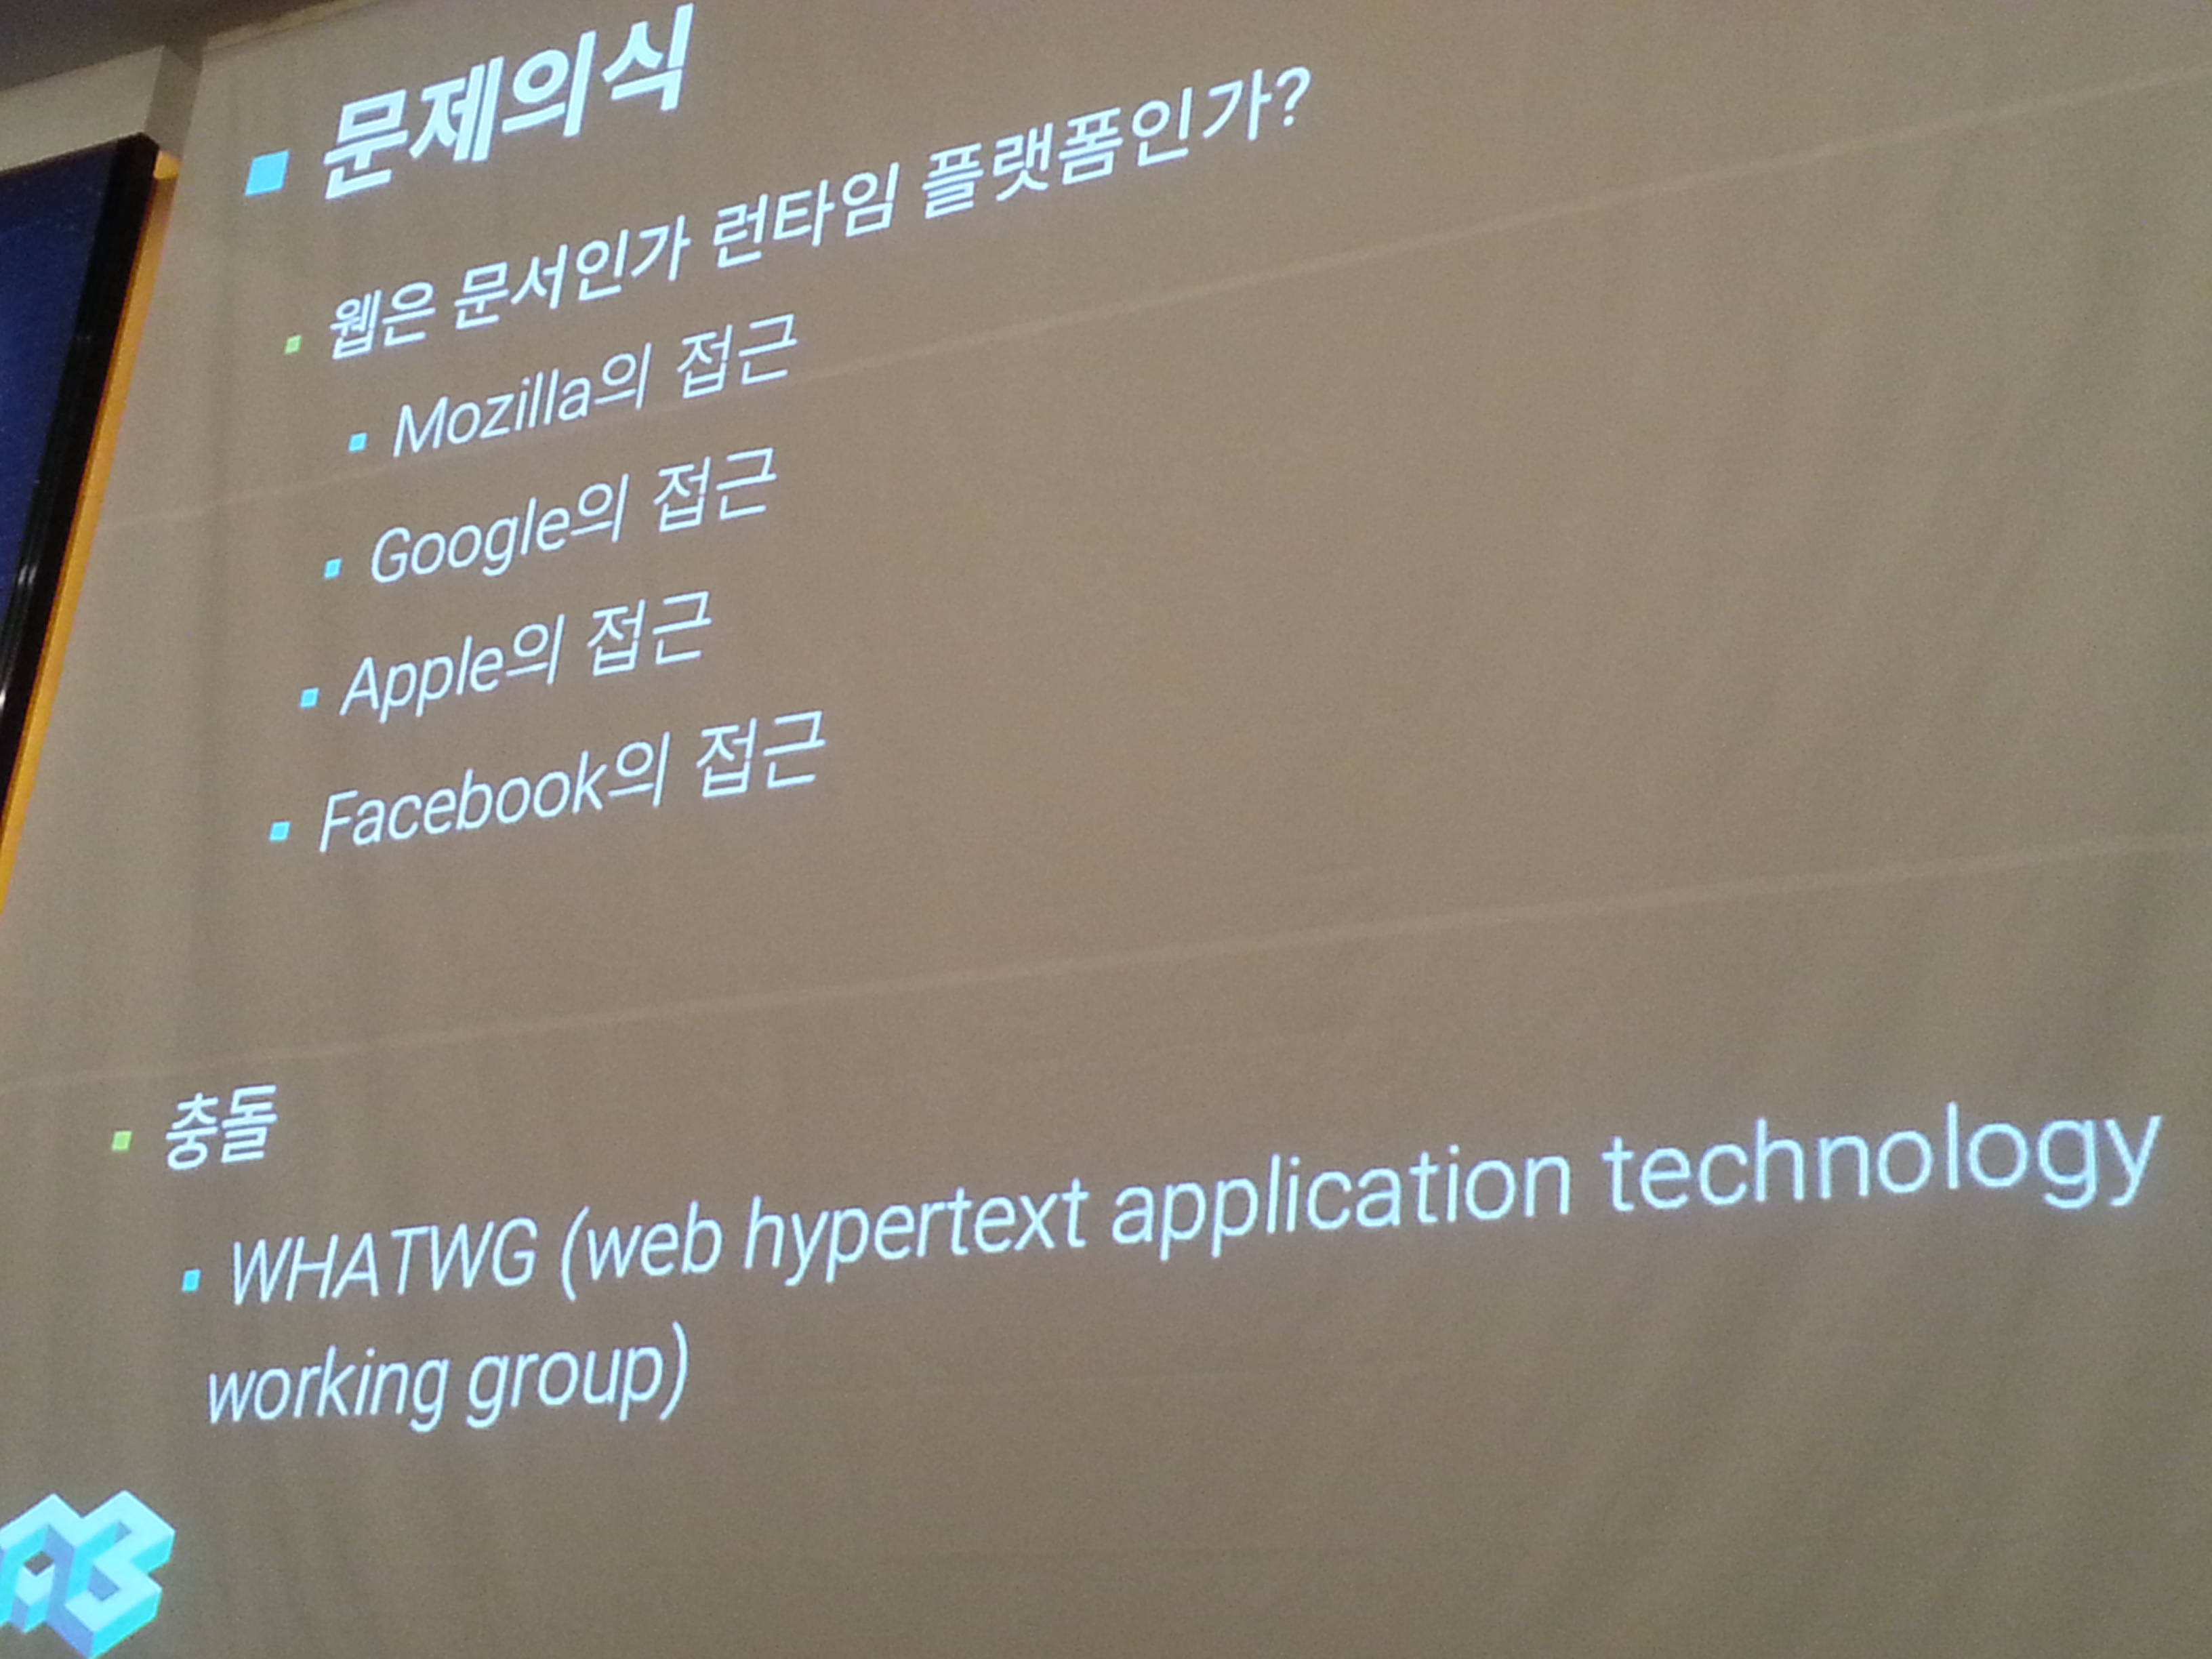 문제의식
웹은 문서인가 런타임 플랫폼인가?
Mozilla의 접근
Google의 접근
Apple의 접근
Facebook의 접근
충돌
WHATWG (web hypertext application technology
working group)